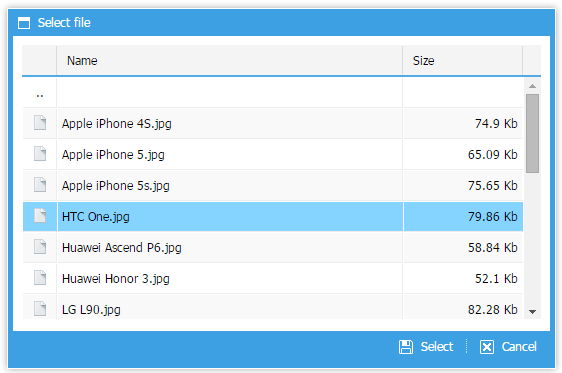 Select file
Name Size
..
Apple iPhone 4S.jpg 74.9 Kb
Apple iPhone 5.jpg 65.09 Kb
Apple iPhone 5s.jpg 75.65 Kb
HTC One.jpg 79.86 Kb
Huawei Ascend P6.jpg 58.84 Kb
Huawei Honor 3.jpg 52.1 Kb
LG L90.jpg 82.28 Kb
Select Cancel